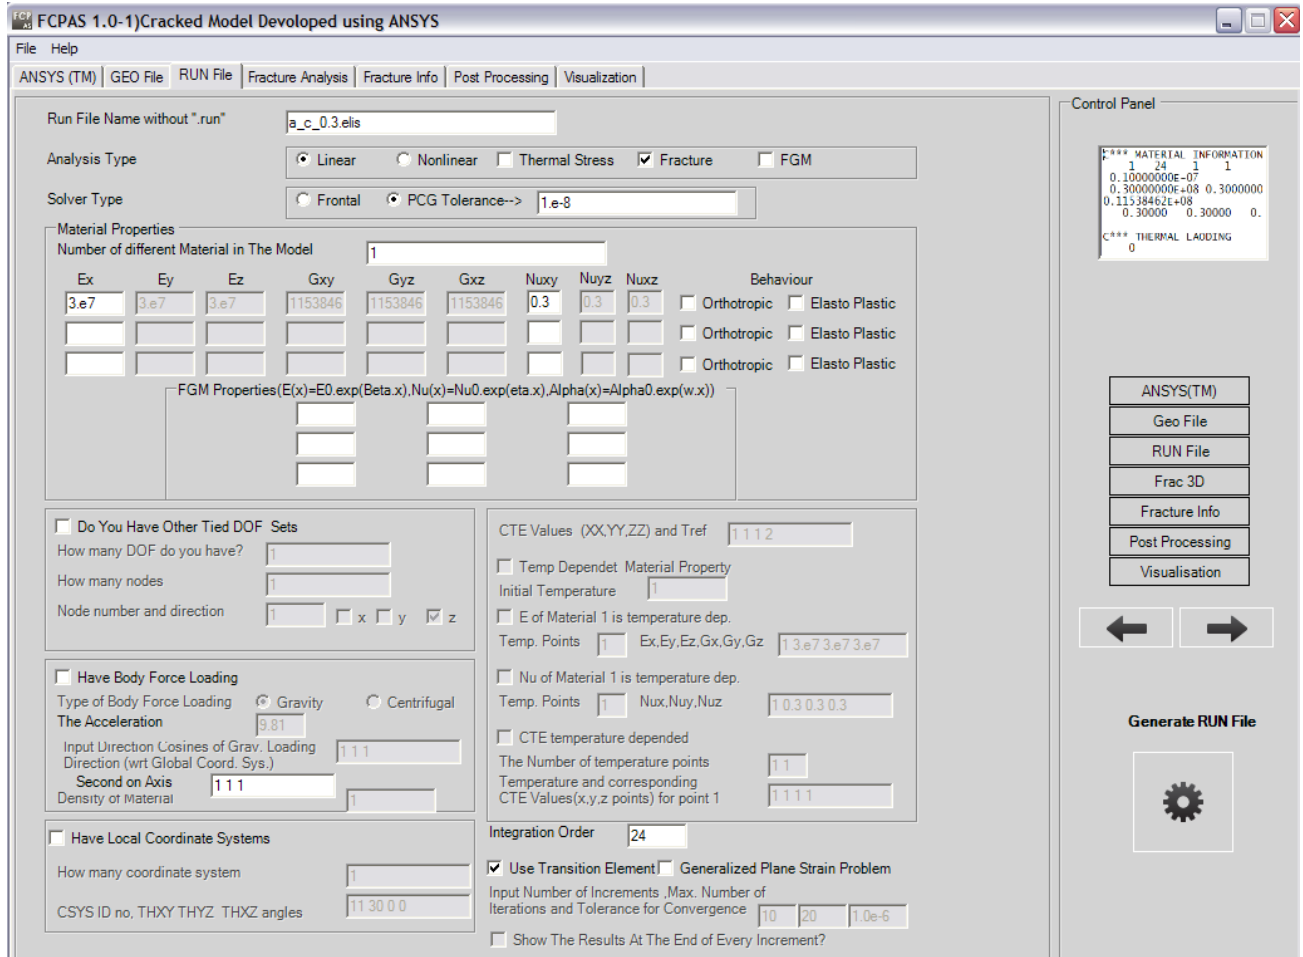 FCPAS 1.0-1)Cracked Model Devoloped using ANSYS
File Help
ANSYS (TM) GEO File RUN File Fracture Analysis Fracture Info Post Processing Visualization
Run File Name without ".run" a_c_0.3.elis
Analysis Type Linear Nonlinear Thermal Stress Fracture FGM
Solver Type Frontal PCG Tolerance--> 1.e-8
Material Properties
Number of different Material in The Model 1
Ex Ey Ez Gxy Gyz Gxz Nuxy Nuyz Nuxz Behaviour
3.e7 3.e7 3.e7 1153846 1153846 1153846 0.3 0.3 0.3 Orthotropic Elasto Plastic
Orthotropic Elasto Plastic
Orthotropic Elasto Plastic
FGM Properties(E(x)=E0.exp(Beta.x),Nu(x)=Nu0.exp(eta.x),Alpha(x)=Alpha0.exp(w.x))
Do You Have Other Tied DOF Sets
How many DOF do you have? 1
How many nodes 1
Node number and direction 1 x y z
Have Body Force Loading
Type of Body Force Loading Gravity Centrifugal
The Acceleration 9.81
Input Direction Cosines of Grav. Loading
Direction (wrt Global Coord. Sys.) 1 1 1
Second on Axis 1 1 1
Density of Material 1
Have Local Coordinate Systems
How many coordinate system 1
CSYS ID no, THXY THYZ THXZ angles 11 30 0 0
CTE Values (XX,YY,ZZ) and Tref 1 1 1 2
Temp Dependet Material Property
Initial Temperature 1
E of Material 1 is temperature dep.
Temp. Points 1 Ex,Ey,Ez,Gx,Gy,Gz 1 3.e7 3.e7 3.e7
Nu of Material 1 is temperature dep.
Temp. Points 1 Nux,Nuy,Nuz 1 0.3 0.3 0.3
CTE temperature depended
The Number of temperature points 1 1
Temperature and corresponding
CTE Values(x,y,z points) for point 1 1 1 1 1
Integration Order 24
Use Transition Element Generalized Plane Strain Problem
Input Number of Increments ,Max. Number of
Iterations and Tolerance for Convergence 10 20 1.0e-6
Show The Results At The End of Every Increment?
Control Panel
C*** MATERIAL INFORMATION
1 24 1 1
0.10000000E-07
0.30000000E+08 0.3000000
0.11538462E+08
0.30000 0.30000 0.
C*** THERMAL LAODING
0
ANSYS(TM)
Geo File
RUN File
Frac 3D
Fracture Info
Post Processing
Visualisation
Generate RUN File